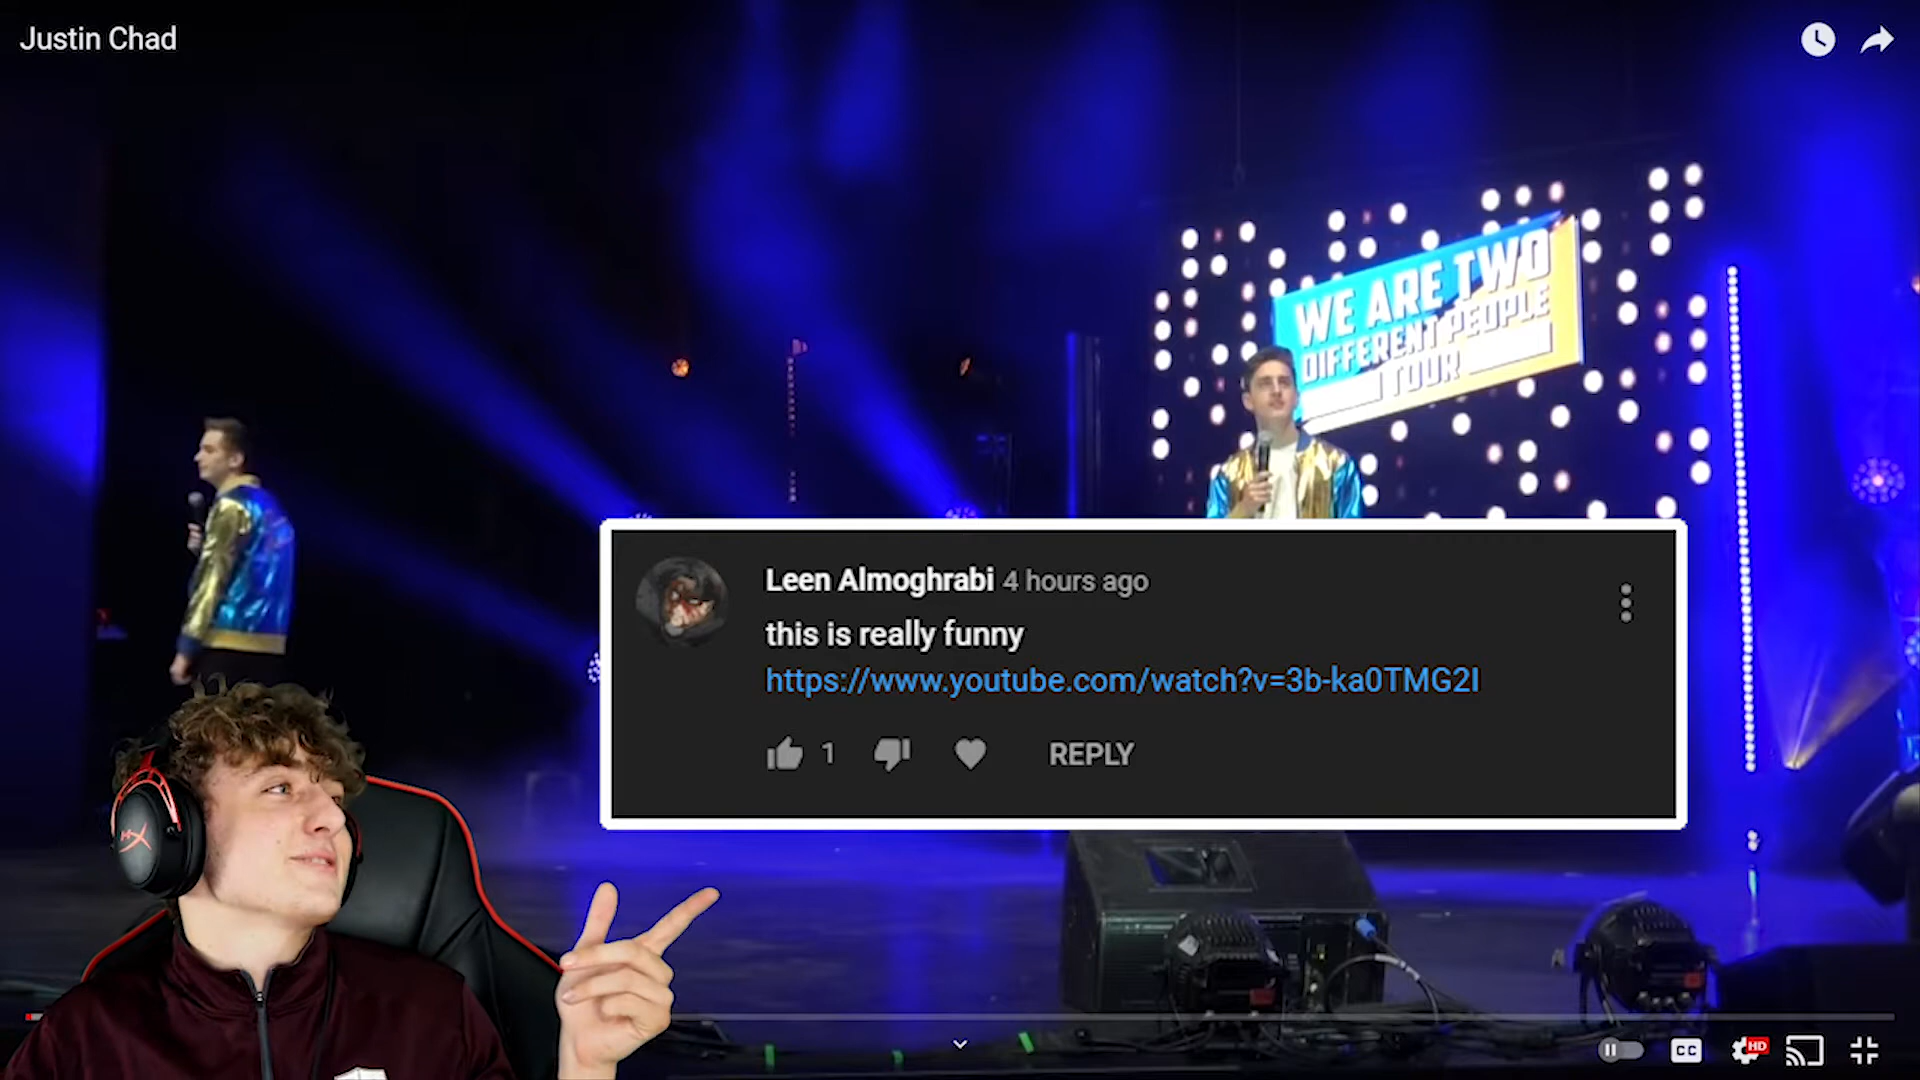 Justin Chad
WE ARE TWO
DIFFERENT PEOPLE
TOUR
Leen Almoghrabi 4 hours ago
this is really funny
https://www.youtube.com/watch?v=3b-ka0TMG2I
1
REPLY
CC
HD